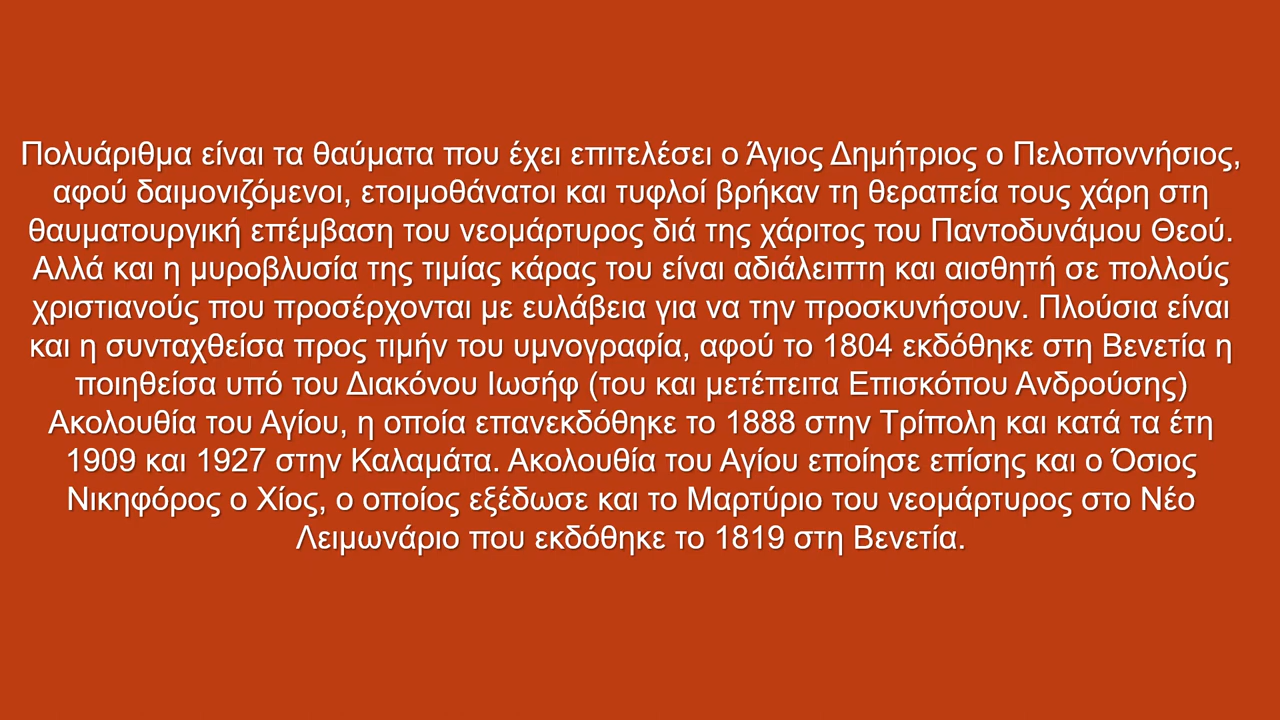 Πολυάριθμα είναι τα θαύματα που έχει επιτελέσει ο Άγιος Δημήτριος ο Πελοποννήσιος,
αφού δαιμονιζόμενοι, ετοιμοθάνατοι και τυφλοί βρήκαν τη θεραπεία τους χάρη στη
θαυματουργική επέμβαση του νεομάρτυρος διά της χάριτος του Παντοδυνάμου Θεού.
Αλλά και η μυροβλυσία της τιμίας κάρας του είναι αδιάλειπτη και αισθητή σε πολλούς
χριστιανούς που προσέρχονται με ευλάβεια για να την προσκυνήσουν. Πλούσια είναι
και η συνταχθείσα προς τιμήν του υμνογραφία, αφού το 1804 εκδόθηκε στη Βενετία η
ποιηθείσα υπό του Διακόνου Ιωσήφ (του και μετέπειτα Επισκόπου Ανδρούσης)
Ακολουθία του Αγίου, η οποία επανεκδόθηκε το 1888 στην Τρίπολη και κατά τα έτη
1909 και 1927 στην Καλαμάτα. Ακολουθία του Αγίου εποίησε επίσης και ο Όσιος
Νικηφόρος ο Χίος, ο οποίος εξέδωσε και το Μαρτύριο του νεομάρτυρος στο Νέο
Λειμωνάριο που εκδόθηκε το 1819 στη Βενετία.